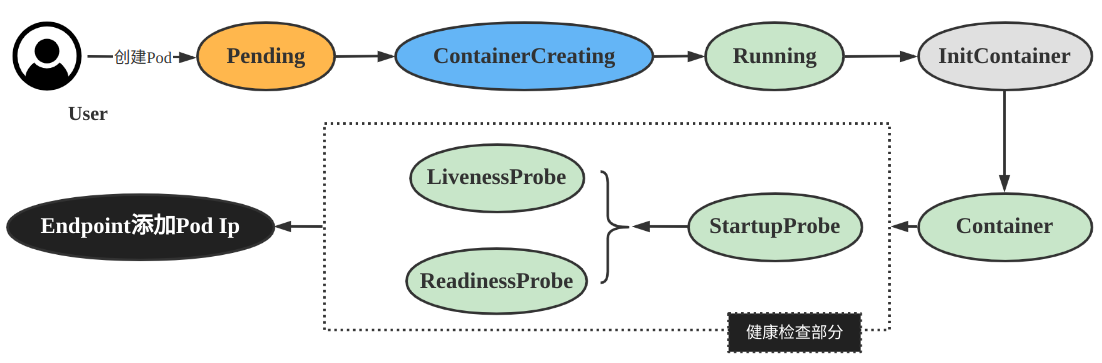 创建Pod
Pending
ContainerCreating
Running
InitContainer
User
LivenessProbe
Endpoint添加Pod Ip
StartupProbe
Container
ReadinessProbe
健康检查部分